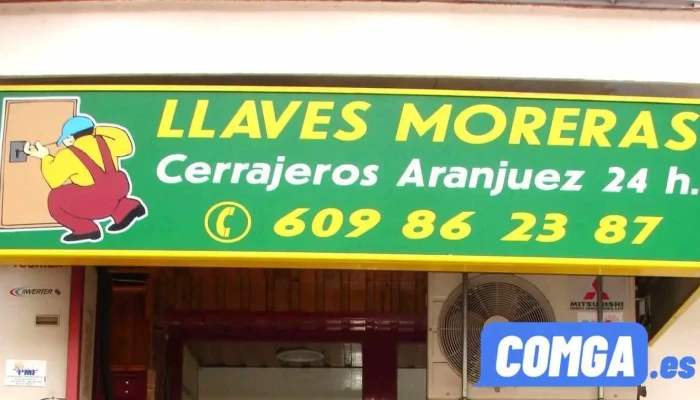 LLAVES MORERAS
Cerrajeros Aranjuez 24 h.
609 86 23 87
INVERTER
MITSUBISHI
COMGA.es